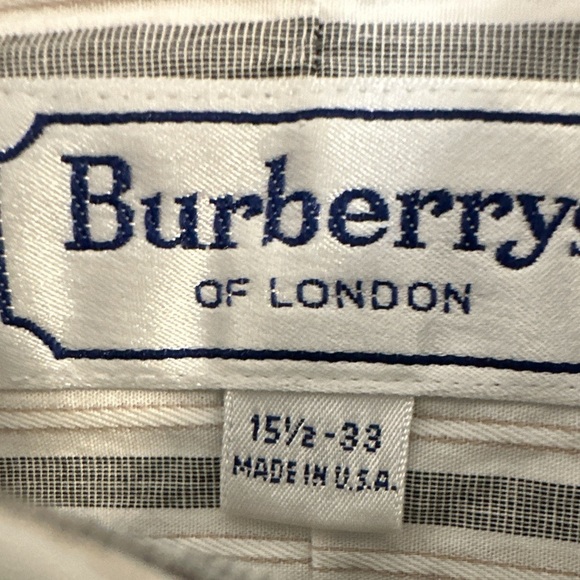 Burberrys
OF LONDON
15½-33
MADE IN U.S.A.